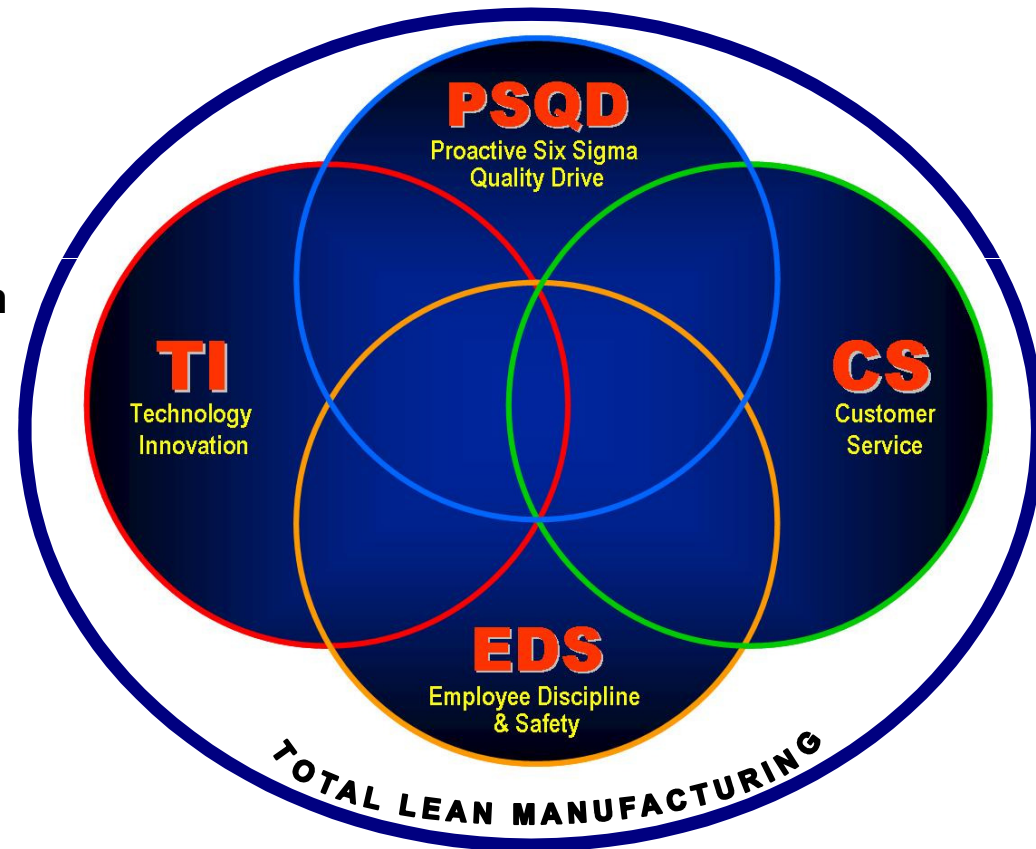 PSQD
Proactive Six Sigma
Quality Drive
TI
Technology
Innovation
CS
Customer
Service
EDS
Employee Discipline
& Safety
TOTAL LEAN MANUFACTURING